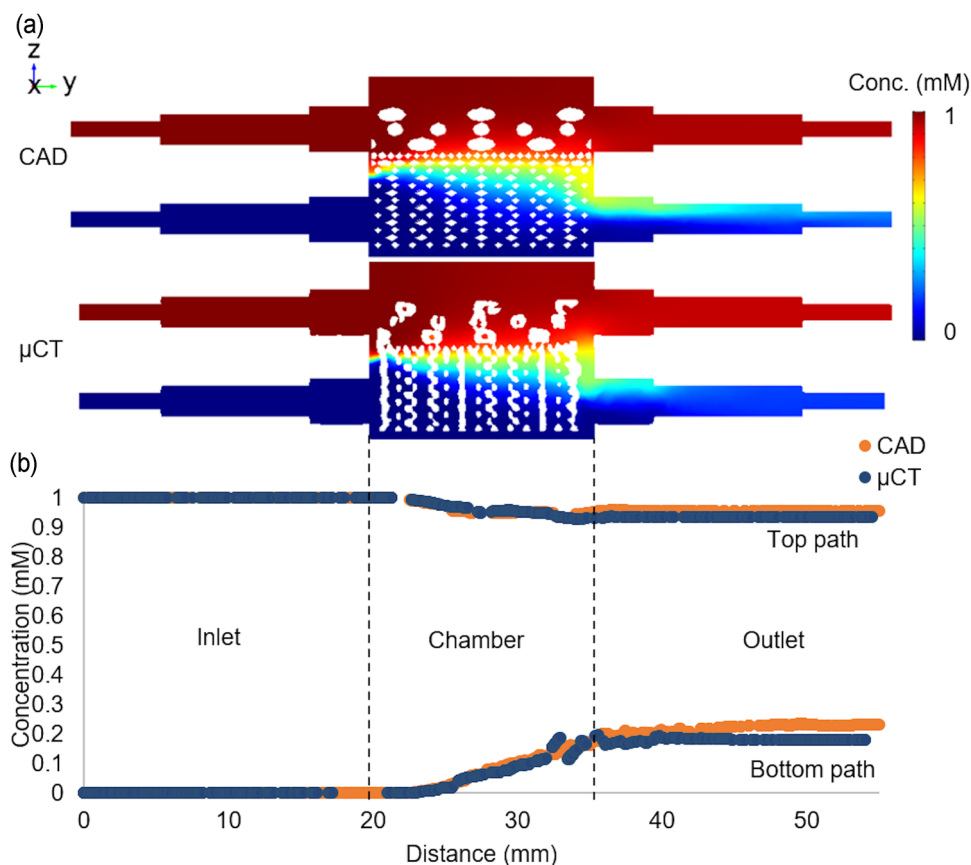 (a)
z
x y
CAD
µCT
Conc. (mM)
1
0
(b)
CAD
µCT
Concentration (mM)
1
0.9
0.8
0.7
0.6
0.5
0.4
0.3
0.2
0.1
0
Top path
Inlet
Chamber
Outlet
Bottom path
0 10 20 30 40 50
Distance (mm)